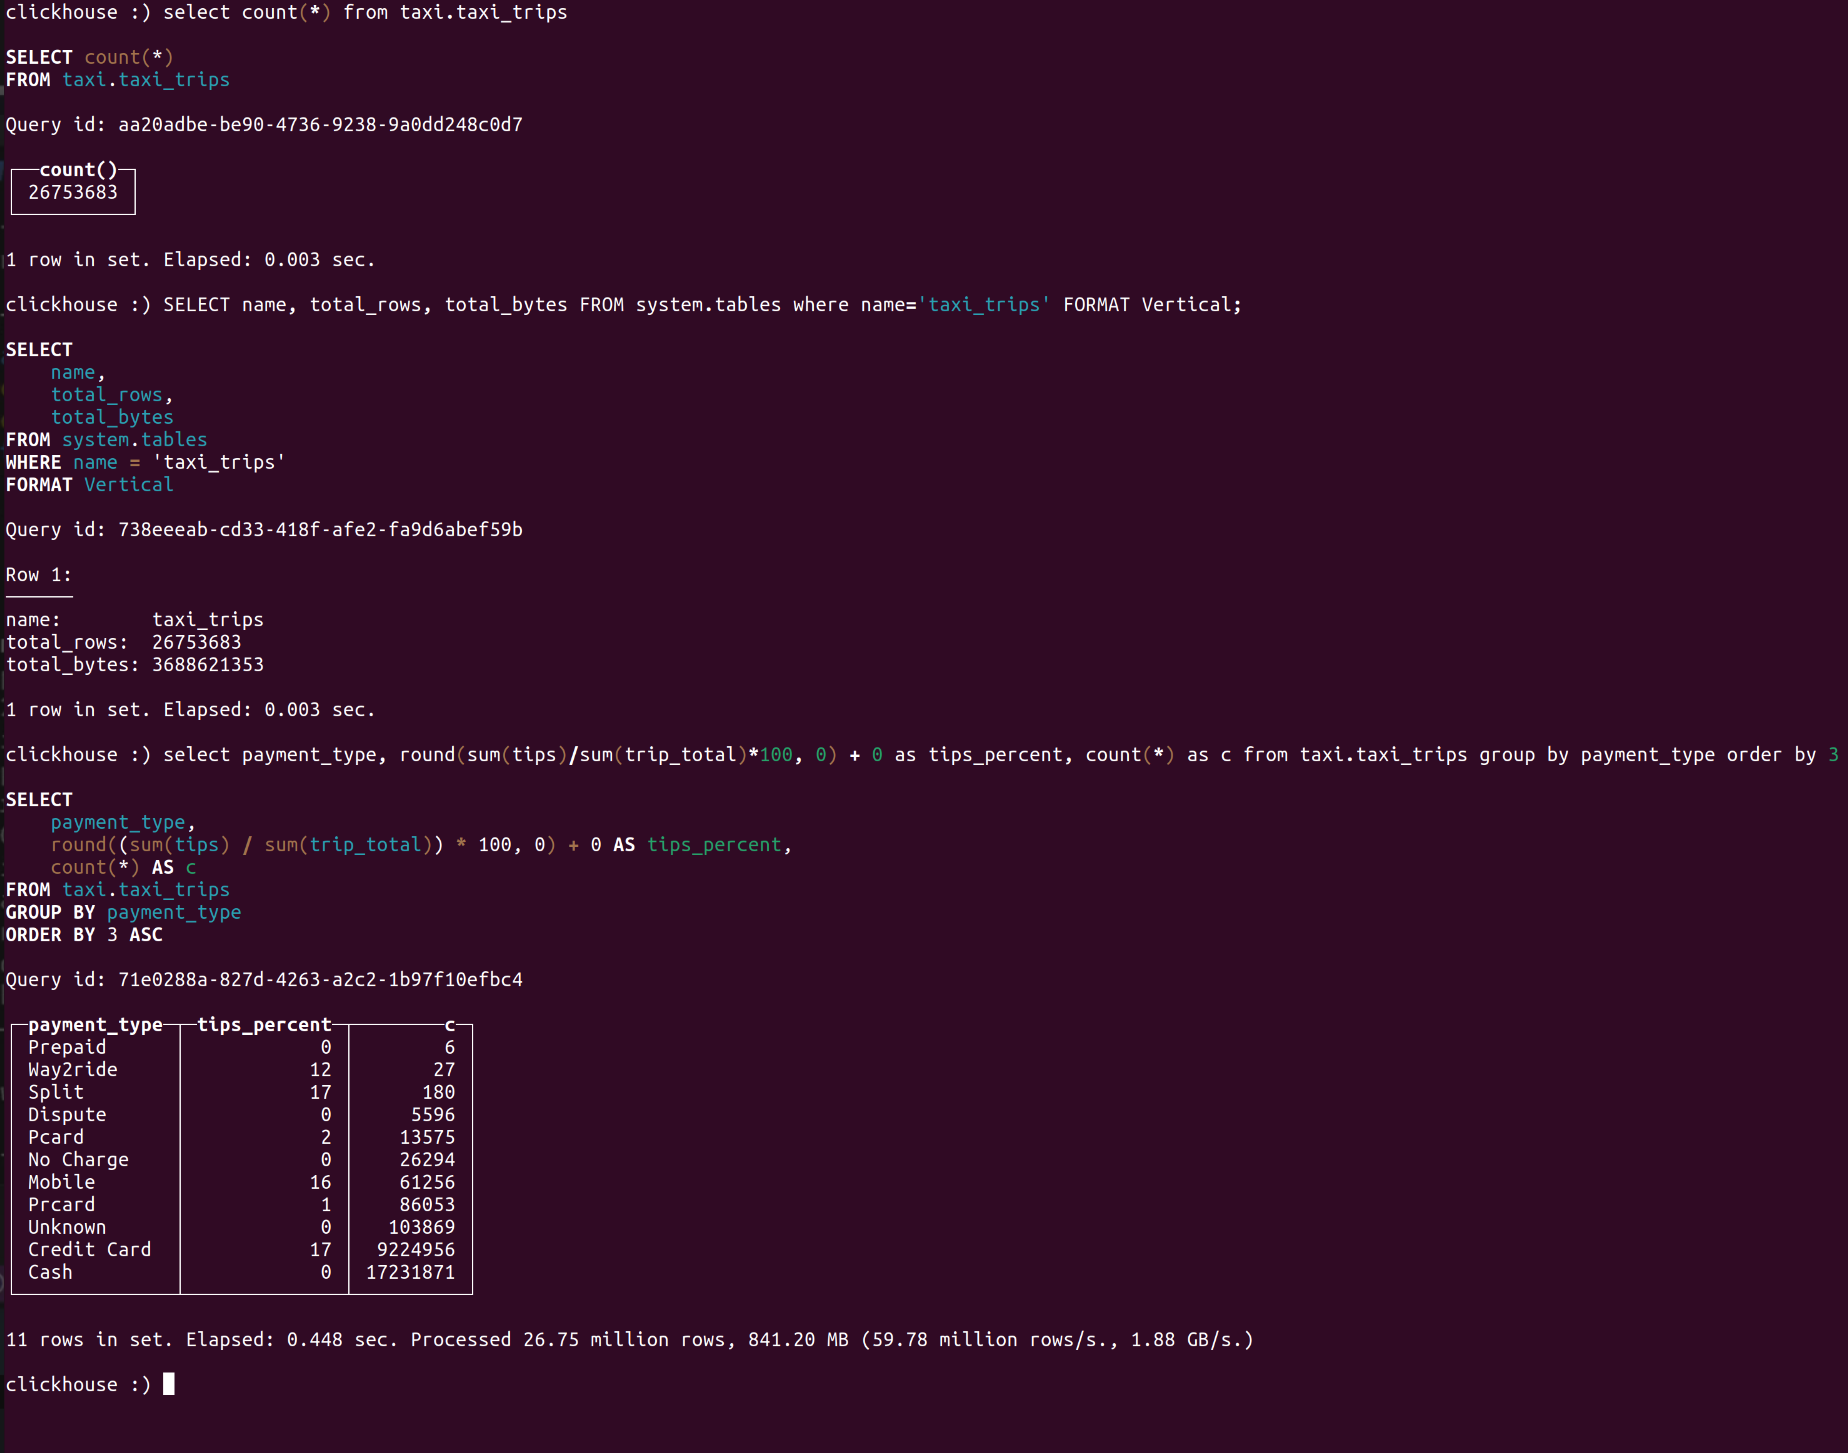 clickhouse :) select count(*) from taxi.taxi_trips
SELECT count(*)
FROM taxi.taxi_trips
Query id: aa20adbe-be90-4736-9238-9a0dd248c0d7
count()
26753683
1 row in set. Elapsed: 0.003 sec.
clickhouse :) SELECT name, total_rows, total_bytes FROM system.tables where name='taxi_trips' FORMAT Vertical;
SELECT
    name,
    total_rows,
    total_bytes
FROM system.tables
WHERE name = 'taxi_trips'
FORMAT Vertical
Query id: 738eeeab-cd33-418f-afe2-fa9d6abef59b
Row 1:
name:        taxi_trips
total_rows:  26753683
total_bytes: 3688621353
1 row in set. Elapsed: 0.003 sec.
clickhouse :) select payment_type, round(sum(tips)/sum(trip_total)*100, 0) + 0 as tips_percent, count(*) as c from taxi.taxi_trips group by payment_type order by 3
SELECT
    payment_type,
    round((sum(tips) / sum(trip_total)) * 100, 0) + 0 AS tips_percent,
    count(*) AS c
FROM taxi.taxi_trips
GROUP BY payment_type
ORDER BY 3 ASC
Query id: 71e0288a-827d-4263-a2c2-1b97f10efbc4
payment_type tips_percent c
Prepaid 0 6
Way2ride 12 27
Split 17 180
Dispute 0 5596
Pcard 2 13575
No Charge 0 26294
Mobile 16 61256
Prcard 1 86053
Unknown 0 103869
Credit Card 17 9224956
Cash 0 17231871
11 rows in set. Elapsed: 0.448 sec. Processed 26.75 million rows, 841.20 MB (59.78 million rows/s., 1.88 GB/s.)
clickhouse :)